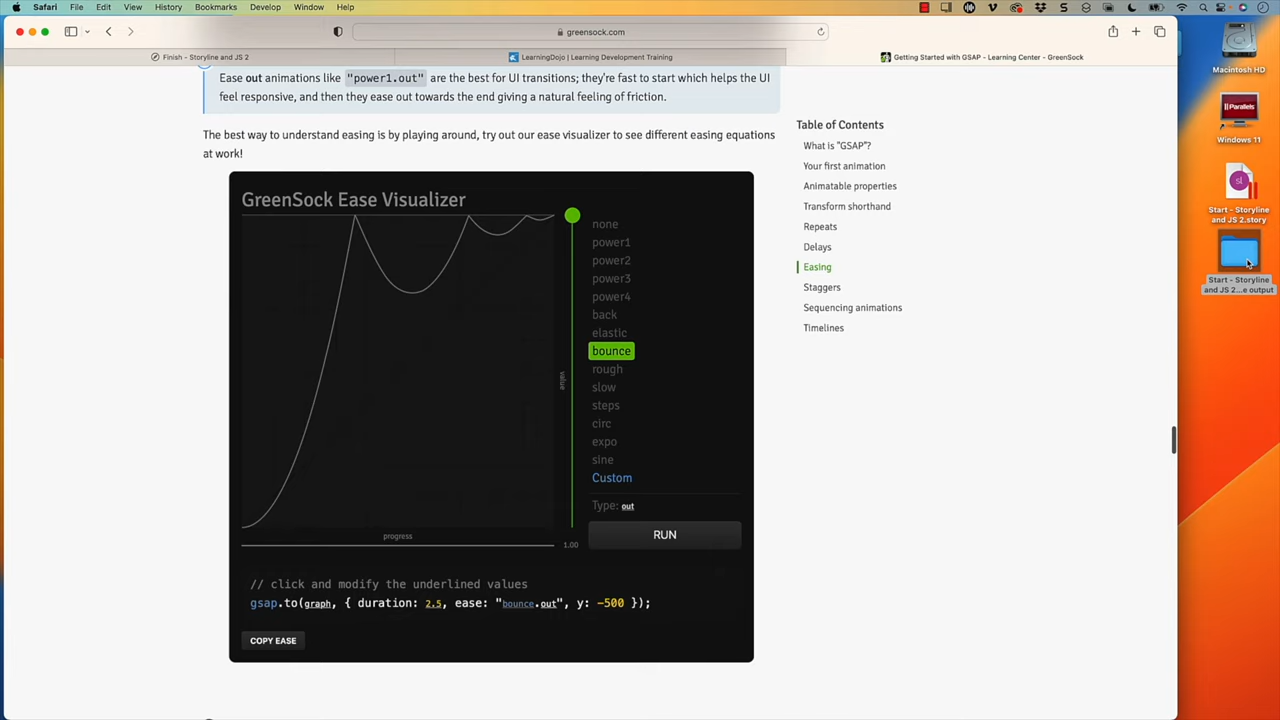 Safari File Edit View History Bookmarks Develop Window Help
greensock.com
Finish - Storyline and JS 2
LearningDojo | Learning Development Training
Getting Started with GSAP - Learning Center - GreenSock
Ease out animations like "power1.out" are the best for UI transitions; they're fast to start which helps the UI
feel responsive, and then they ease out towards the end giving a natural feeling of friction.
The best way to understand easing is by playing around, try out our ease visualizer to see different easing equations
at work!
GreenSock Ease Visualizer
none
power1
power2
power3
power4
back
elastic
bounce
rough
slow
steps
circ
expo
sine
Custom
Type: out
RUN
value
progress
1.00
// click and modify the underlined values
gsap.to(graph, { duration: 2.5, ease: "bounce.out", y: -500 });
COPY EASE
Table of Contents
What is "GSAP"?
Your first animation
Animatable properties
Transform shorthand
Repeats
Delays
Easing
Staggers
Sequencing animations
Timelines
Macintosh HD
Parallels
Windows 11
sl
Start - Storyline
and JS 2.story
Start - Storyline
and JS 2...e output